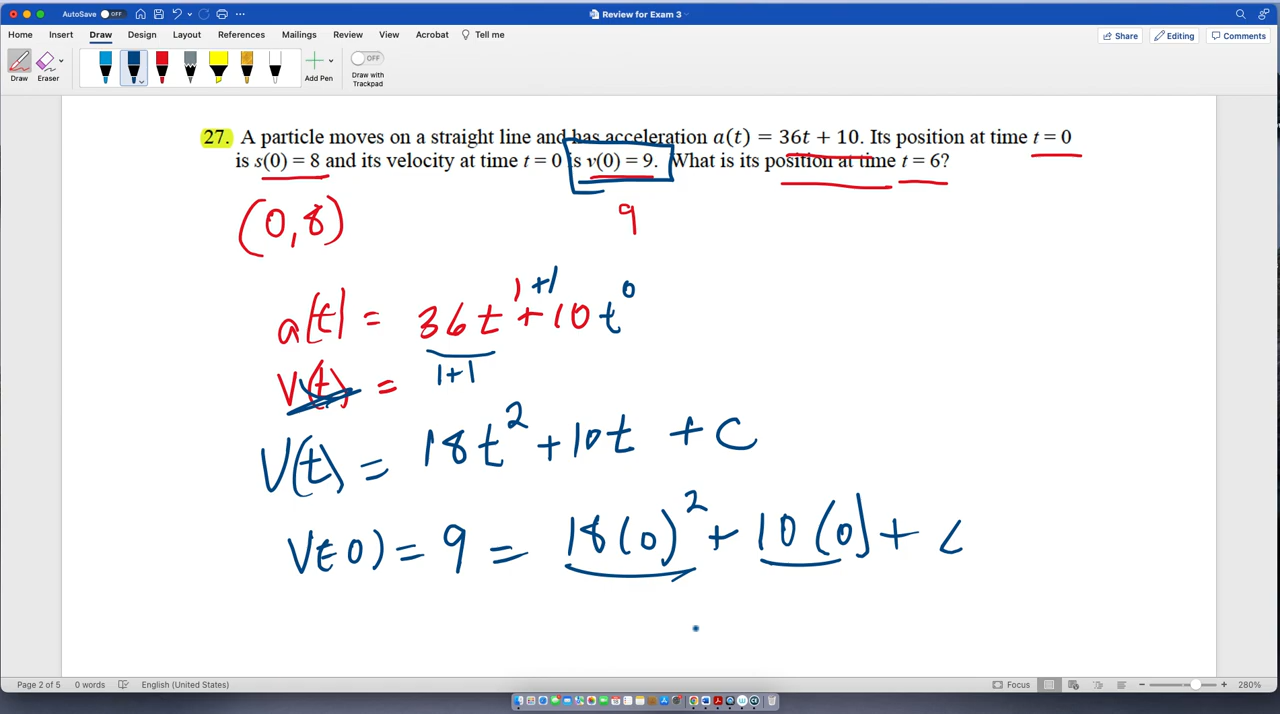 AutoSave OFF Review for Exam 3
Home Insert Draw Design Layout References Mailings Review View Acrobat Tell me Share Editing Comments
Draw Eraser Add Pen Draw with Trackpad OFF
27. A particle moves on a straight line and has acceleration a(t) = 36t + 10. Its position at time t = 0
is s(0) = 8 and its velocity at time t = 0 is v(0) = 9. What is its position at time t = 6?
(0,8) 9
a(t) = 36t^1+1 + 10t^0
1+1
V(t) =
V(t) = 18t^2 + 10t + C
V(t=0) = 9 = 18(0)^2 + 10(0) + C
Page 2 of 5 0 words English (United States) Focus 280%